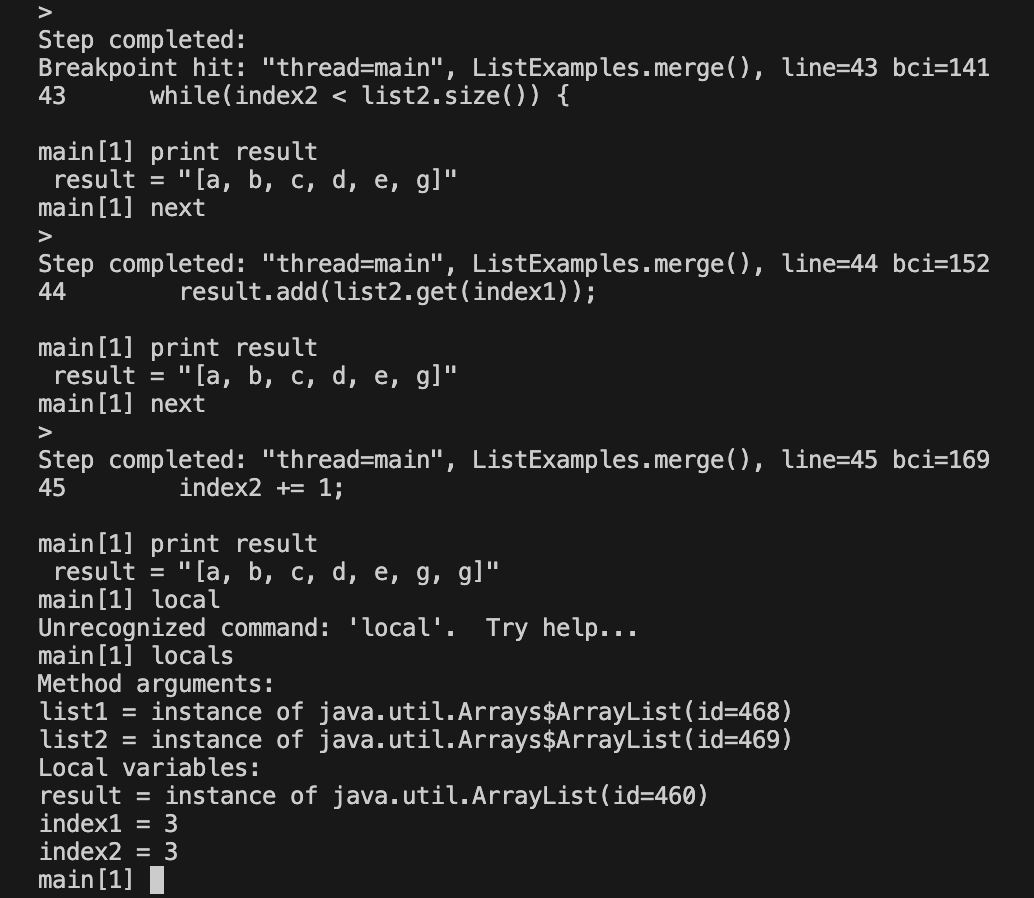 >
Step completed:
Breakpoint hit: "thread=main", ListExamples.merge(), line=43 bci=141
43      while(index2 < list2.size()) {
main[1] print result
 result = "[a, b, c, d, e, g]"
main[1] next
>
Step completed: "thread=main", ListExamples.merge(), line=44 bci=152
44        result.add(list2.get(index1));
main[1] print result
 result = "[a, b, c, d, e, g]"
main[1] next
>
Step completed: "thread=main", ListExamples.merge(), line=45 bci=169
45        index2 += 1;
main[1] print result
 result = "[a, b, c, d, e, g, g]"
main[1] local
Unrecognized command: 'local'.  Try help...
main[1] locals
Method arguments:
list1 = instance of java.util.Arrays$ArrayList(id=468)
list2 = instance of java.util.Arrays$ArrayList(id=469)
Local variables:
result = instance of java.util.ArrayList(id=460)
index1 = 3
index2 = 3
main[1]